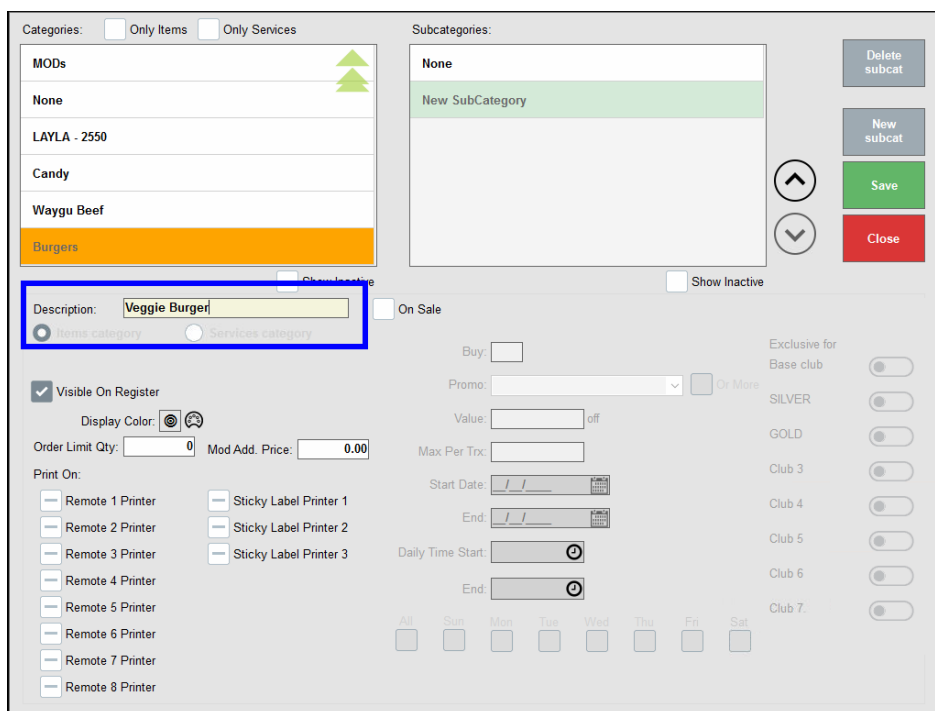 Categories: Only Items Only Services Subcategories:
MODs
None
LAYLA - 2550
Candy
Waygu Beef
Burgers
None
New SubCategory
Delete
subcat
New
subcat
Save
Close
Show Inactive
Show Inactive
Description: Veggie Burger
On Sale
Items category Services category
Visible On Register
Display Color:
Order Limit Qty: 0 Mod Add. Price: 0.00
Print On:
Remote 1 Printer Sticky Label Printer 1
Remote 2 Printer Sticky Label Printer 2
Remote 3 Printer Sticky Label Printer 3
Remote 4 Printer
Remote 5 Printer
Remote 6 Printer
Remote 7 Printer
Remote 8 Printer
Buy:
Promo: Or More
Value: off
Max Per Trx:
Start Date: _/_/____
End: _/_/____
Daily Time Start:
End:
All Sun Mon Tue Wed Thu Fri Sat
Exclusive for
Base club
SILVER
GOLD
Club 3
Club 4
Club 5
Club 6
Club 7.